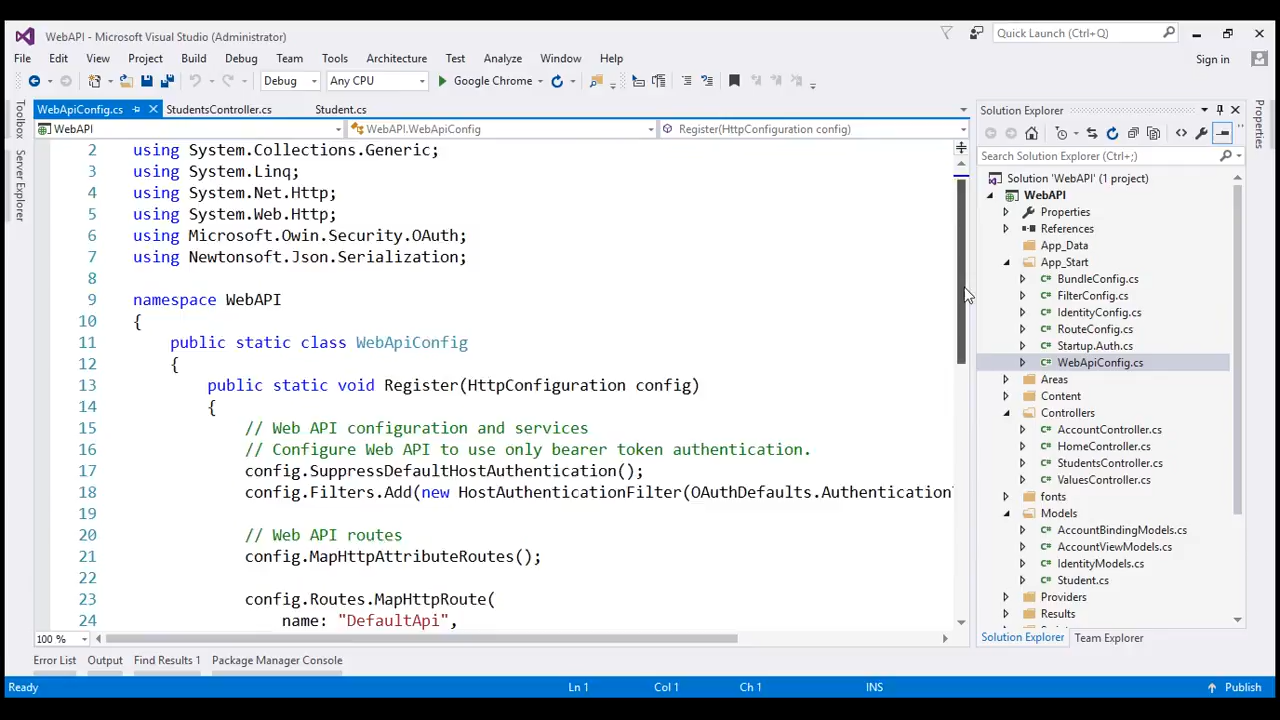 WebAPI - Microsoft Visual Studio (Administrator)
Quick Launch (Ctrl+Q)
File Edit View Project Build Debug Team Tools Architecture Test Analyze Window Help
Sign in
Debug Any CPU Google Chrome
Toolbox
Server Explorer
WebApiConfig.cs StudentsController.cs Student.cs
WebAPI WebAPI.WebApiConfig Register(HttpConfiguration config)
2 using System.Collections.Generic;
3 using System.Linq;
4 using System.Net.Http;
5 using System.Web.Http;
6 using Microsoft.Owin.Security.OAuth;
7 using Newtonsoft.Json.Serialization;
8
9 namespace WebAPI
10 {
11 public static class WebApiConfig
12 {
13 public static void Register(HttpConfiguration config)
14 {
15 // Web API configuration and services
16 // Configure Web API to use only bearer token authentication.
17 config.SuppressDefaultHostAuthentication();
18 config.Filters.Add(new HostAuthenticationFilter(OAuthDefaults.Authentication
19
20 // Web API routes
21 config.MapHttpAttributeRoutes();
22
23 config.Routes.MapHttpRoute(
24 name: "DefaultApi",
100 %
Solution Explorer
Search Solution Explorer (Ctrl+;)
Solution 'WebAPI' (1 project)
WebAPI
Properties
References
App_Data
App_Start
C# BundleConfig.cs
C# FilterConfig.cs
C# IdentityConfig.cs
C# RouteConfig.cs
C# Startup.Auth.cs
C# WebApiConfig.cs
Areas
Content
Controllers
C# AccountController.cs
C# HomeController.cs
C# StudentsController.cs
C# ValuesController.cs
fonts
Models
C# AccountBindingModels.cs
C# AccountViewModels.cs
C# IdentityModels.cs
C# Student.cs
Providers
Results
Solution Explorer Team Explorer
Properties
Error List Output Find Results 1 Package Manager Console
Ready Ln 1 Col 1 Ch 1 INS Publish